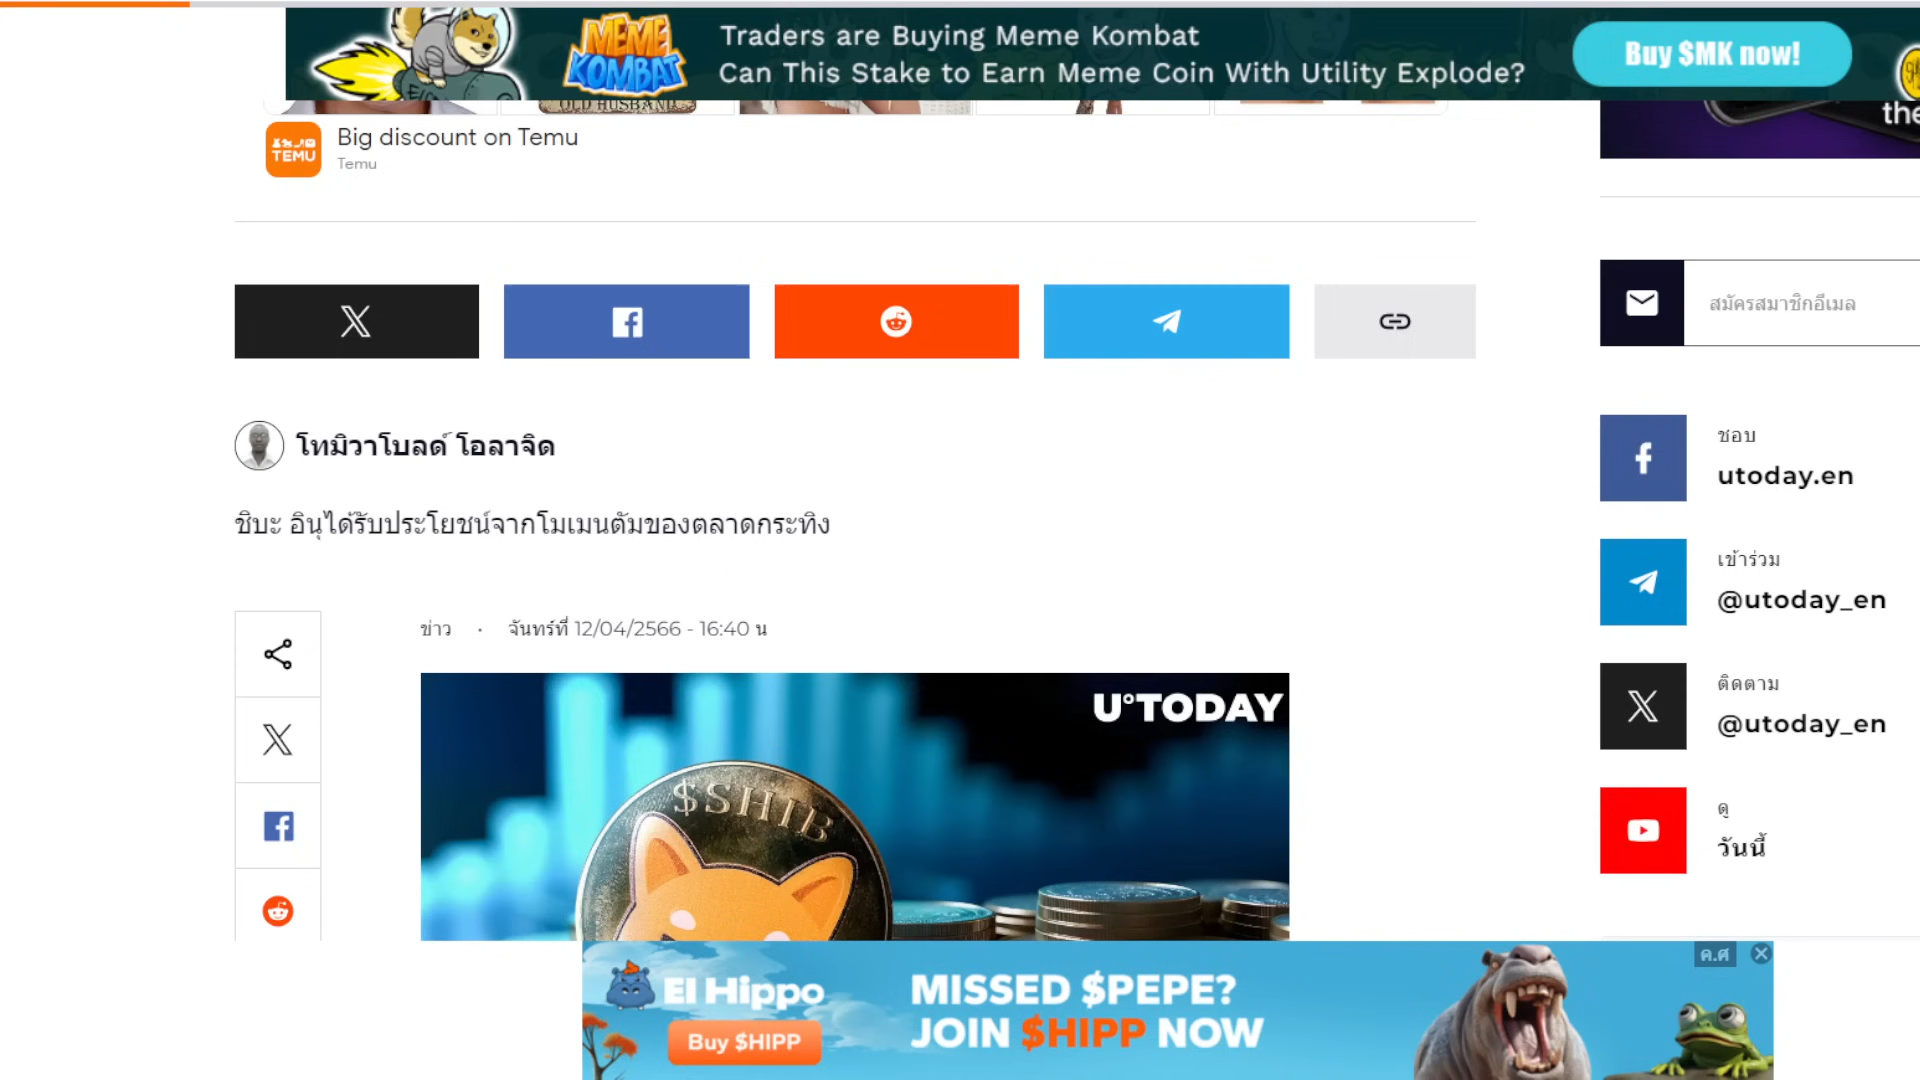 MEME
KOMBAT
Traders are Buying Meme Kombat
Can This Stake to Earn Meme Coin With Utility Explode?
Buy $MK now!
OLD HUSBAND
the
TEMU
Big discount on Temu
Temu
สมัครสมาชิกอีเมล
โทมิวาโบลด์ โอลาจิด
ชิบะ อินุได้รับประโยชน์จากโมเมนตัมของตลาดกระทิง
ข่าว · จันทร์ที่ 12/04/2566 - 16:40 น
U°TODAY
$SHIB
ชอบ
utoday.en
เข้าร่วม
@utoday_en
ติดตาม
@utoday_en
ดู
วันนี้
El Hippo
Buy $HIPP
MISSED $PEPE?
JOIN $HIPP NOW
ค.ศ